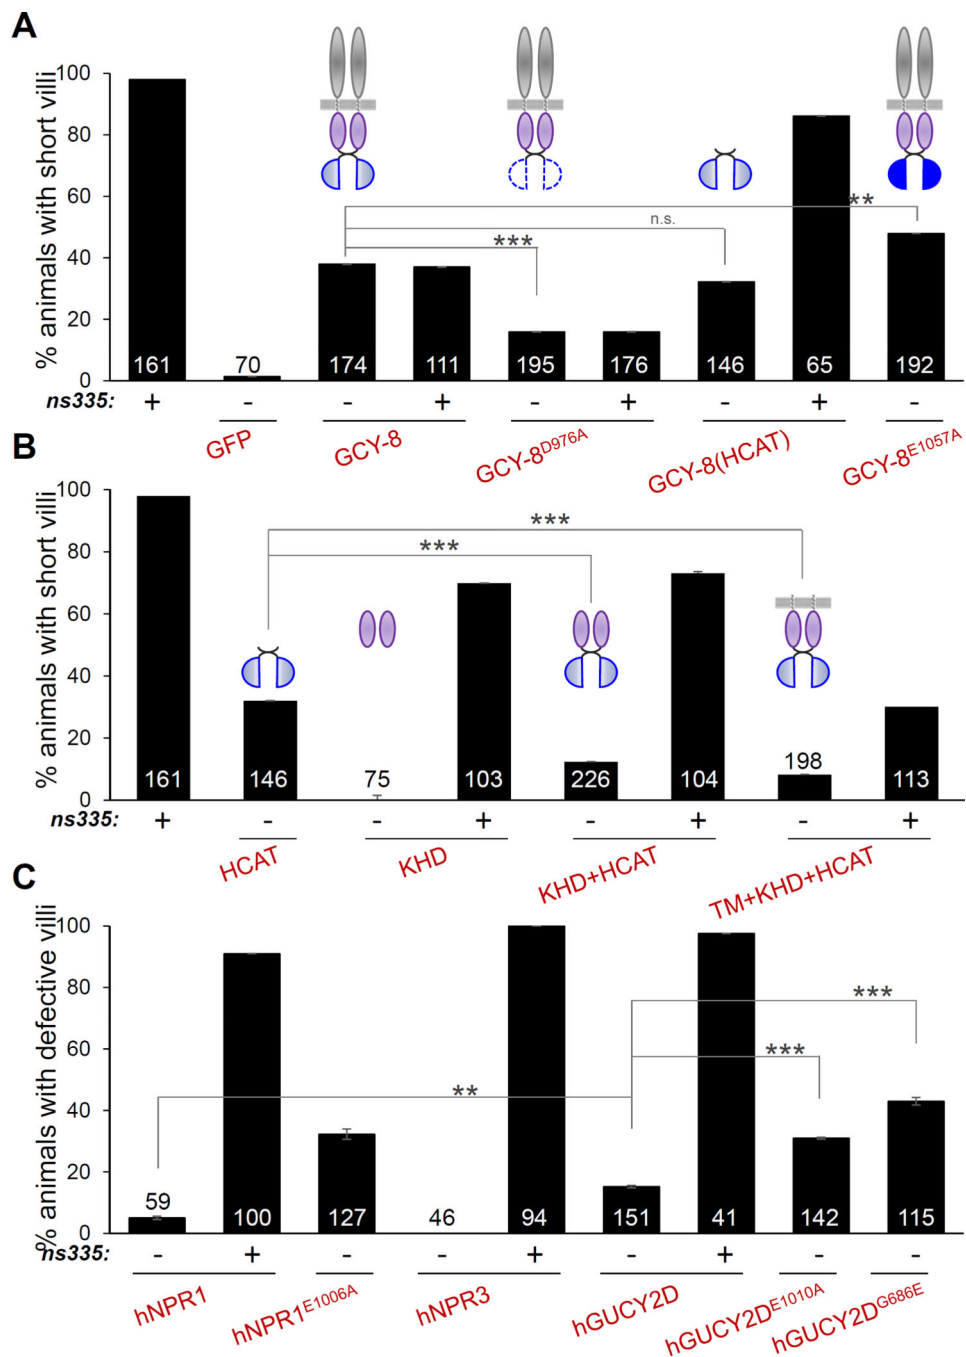 A
% animals with short villi
100
80
60
40
20
0
**
n.s.
***
161 70 174 111 195 176 146 65 192
ns335: + - - + - + - + -
GFP GCY-8 GCY-8D976A GCY-8(HCAT) GCY-8E1057A
B
% animals with short villi
100
80
60
40
20
0
***
***
161 146 75 103 226 104 198 113
ns335: + - - + - + - +
HCAT KHD KHD+HCAT TM+KHD+HCAT
C
% animals with defective villi
100
80
60
40
20
0
***
***
**
59 100 127 46 94 151 41 142 115
ns335: - + - - + - + - -
hNPR1 hNPR1E1006A hNPR3 hGUCY2D hGUCY2DE1010A hGUCY2DG686E